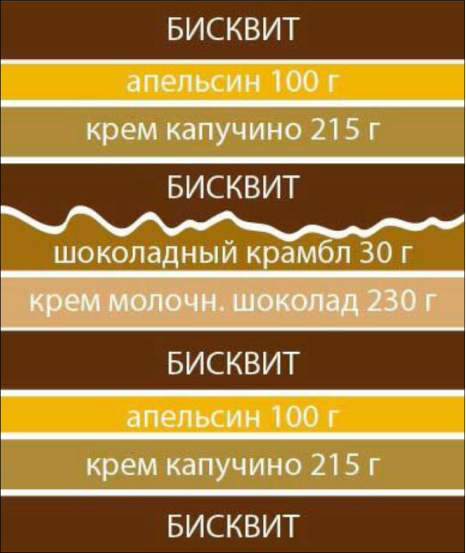 БИСКВИТ
апельсин 100 г
крем капучино 215 г
БИСКВИТ
шоколадный крамбл 30 г
крем молочн. шоколад 230 г
БИСКВИТ
апельсин 100 г
крем капучино 215 г
БИСКВИТ